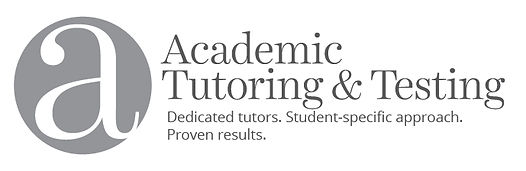 a
Academic
Tutoring & Testing
Dedicated tutors. Student-specific approach.
Proven results.